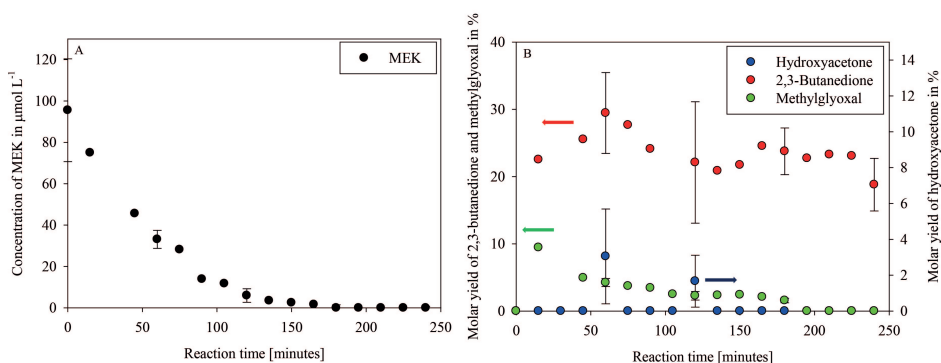 A
MEK
120
100
80
60
40
20
0
Concentration of MEK in µmol L⁻¹
0 50 100 150 200 250
Reaction time [minutes]
B
Hydroxyacetone
2,3-Butanedione
Methylglyoxal
40
30
20
10
0
Molar yield of 2,3-butanedione and methylglyoxal in %
14
12
10
8
6
4
2
0
Molar yield of hydroxyacetone in %
0 50 100 150 200 250
Reaction time [minutes]